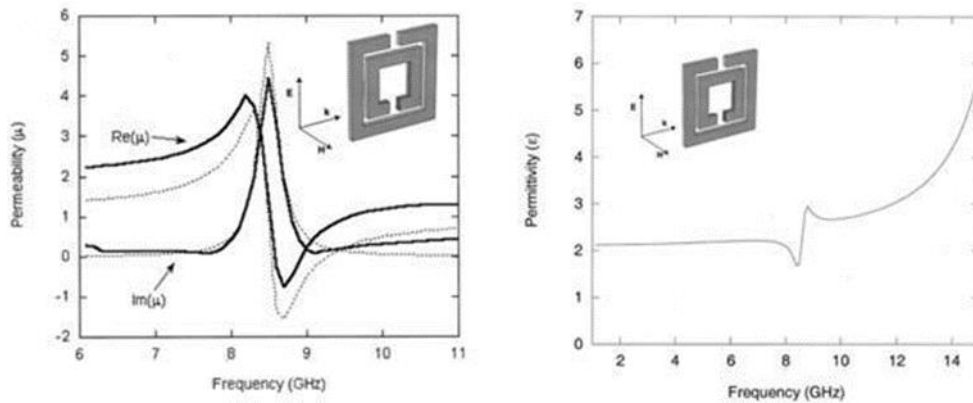 6
5
4
3
2
1
0
-1
-2
Permeability (μ)
Re(μ)
Im(μ)
E
k
H
6 7 8 9 10 11
Frequency (GHz)
7
6
5
4
3
2
1
0
Permittivity (ε)
E
k
H
2 4 6 8 10 12 14
Frequency (GHz)